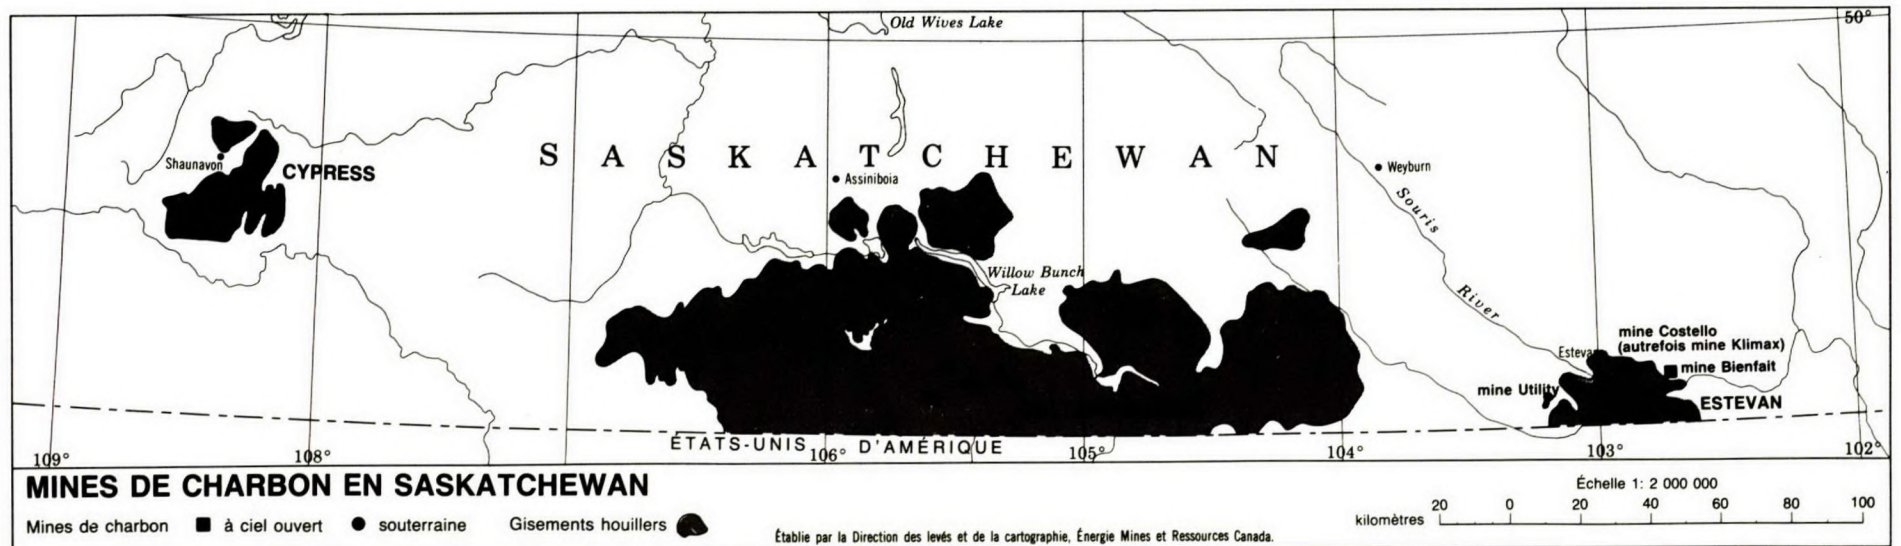 Old Wives Lake
50°
SASKATCHEWAN
Shaunavon
CYPRESS
Assiniboia
Weyburn
Souris
River
Willow Bunch
Lake
mine Costello
(autrefois mine Klimax)
mine Bienfait
mine Utility
ESTEVAN
ÉTATS-UNIS D'AMÉRIQUE
109° 108° 106° 105° 104° 103° 102°
MINES DE CHARBON EN SASKATCHEWAN
Mines de charbon à ciel ouvert souterraine Gisements houillers
Établie par la Direction des levés et de la cartographie, Énergie Mines et Ressources Canada.
Échelle 1: 2 000 000
kilomètres 20 0 20 40 60 80 100